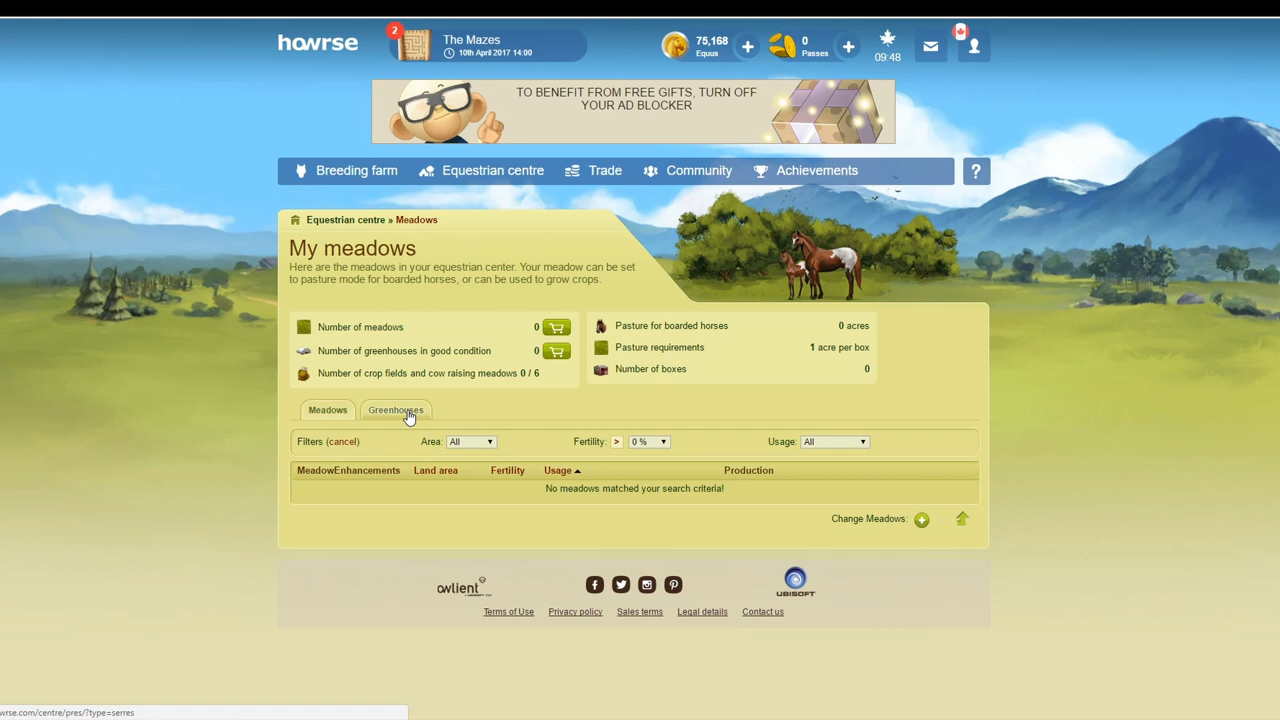 howrse
2
The Mazes
10th April 2017 14:00
75,168
Equus
0
Passes
09:48
TO BENEFIT FROM FREE GIFTS, TURN OFF
YOUR AD BLOCKER
Breeding farm
Equestrian centre
Trade
Community
Achievements
?
Equestrian centre » Meadows
My meadows
Here are the meadows in your equestrian center. Your meadow can be set
to pasture mode for boarded horses, or can be used to grow crops.
Number of meadows 0
Number of greenhouses in good condition 0
Number of crop fields and cow raising meadows 0 / 6
Pasture for boarded horses 0 acres
Pasture requirements 1 acre per box
Number of boxes 0
Meadows
Greenhouses
Filters (cancel) Area: All Fertility: > 0 % Usage: All
MeadowEnhancements Land area Fertility Usage Production
No meadows matched your search criteria!
Change Meadows:
owlient
UBISOFT
Terms of Use Privacy policy Sales terms Legal details Contact us
wrse.com/centre/pres/?type=serres